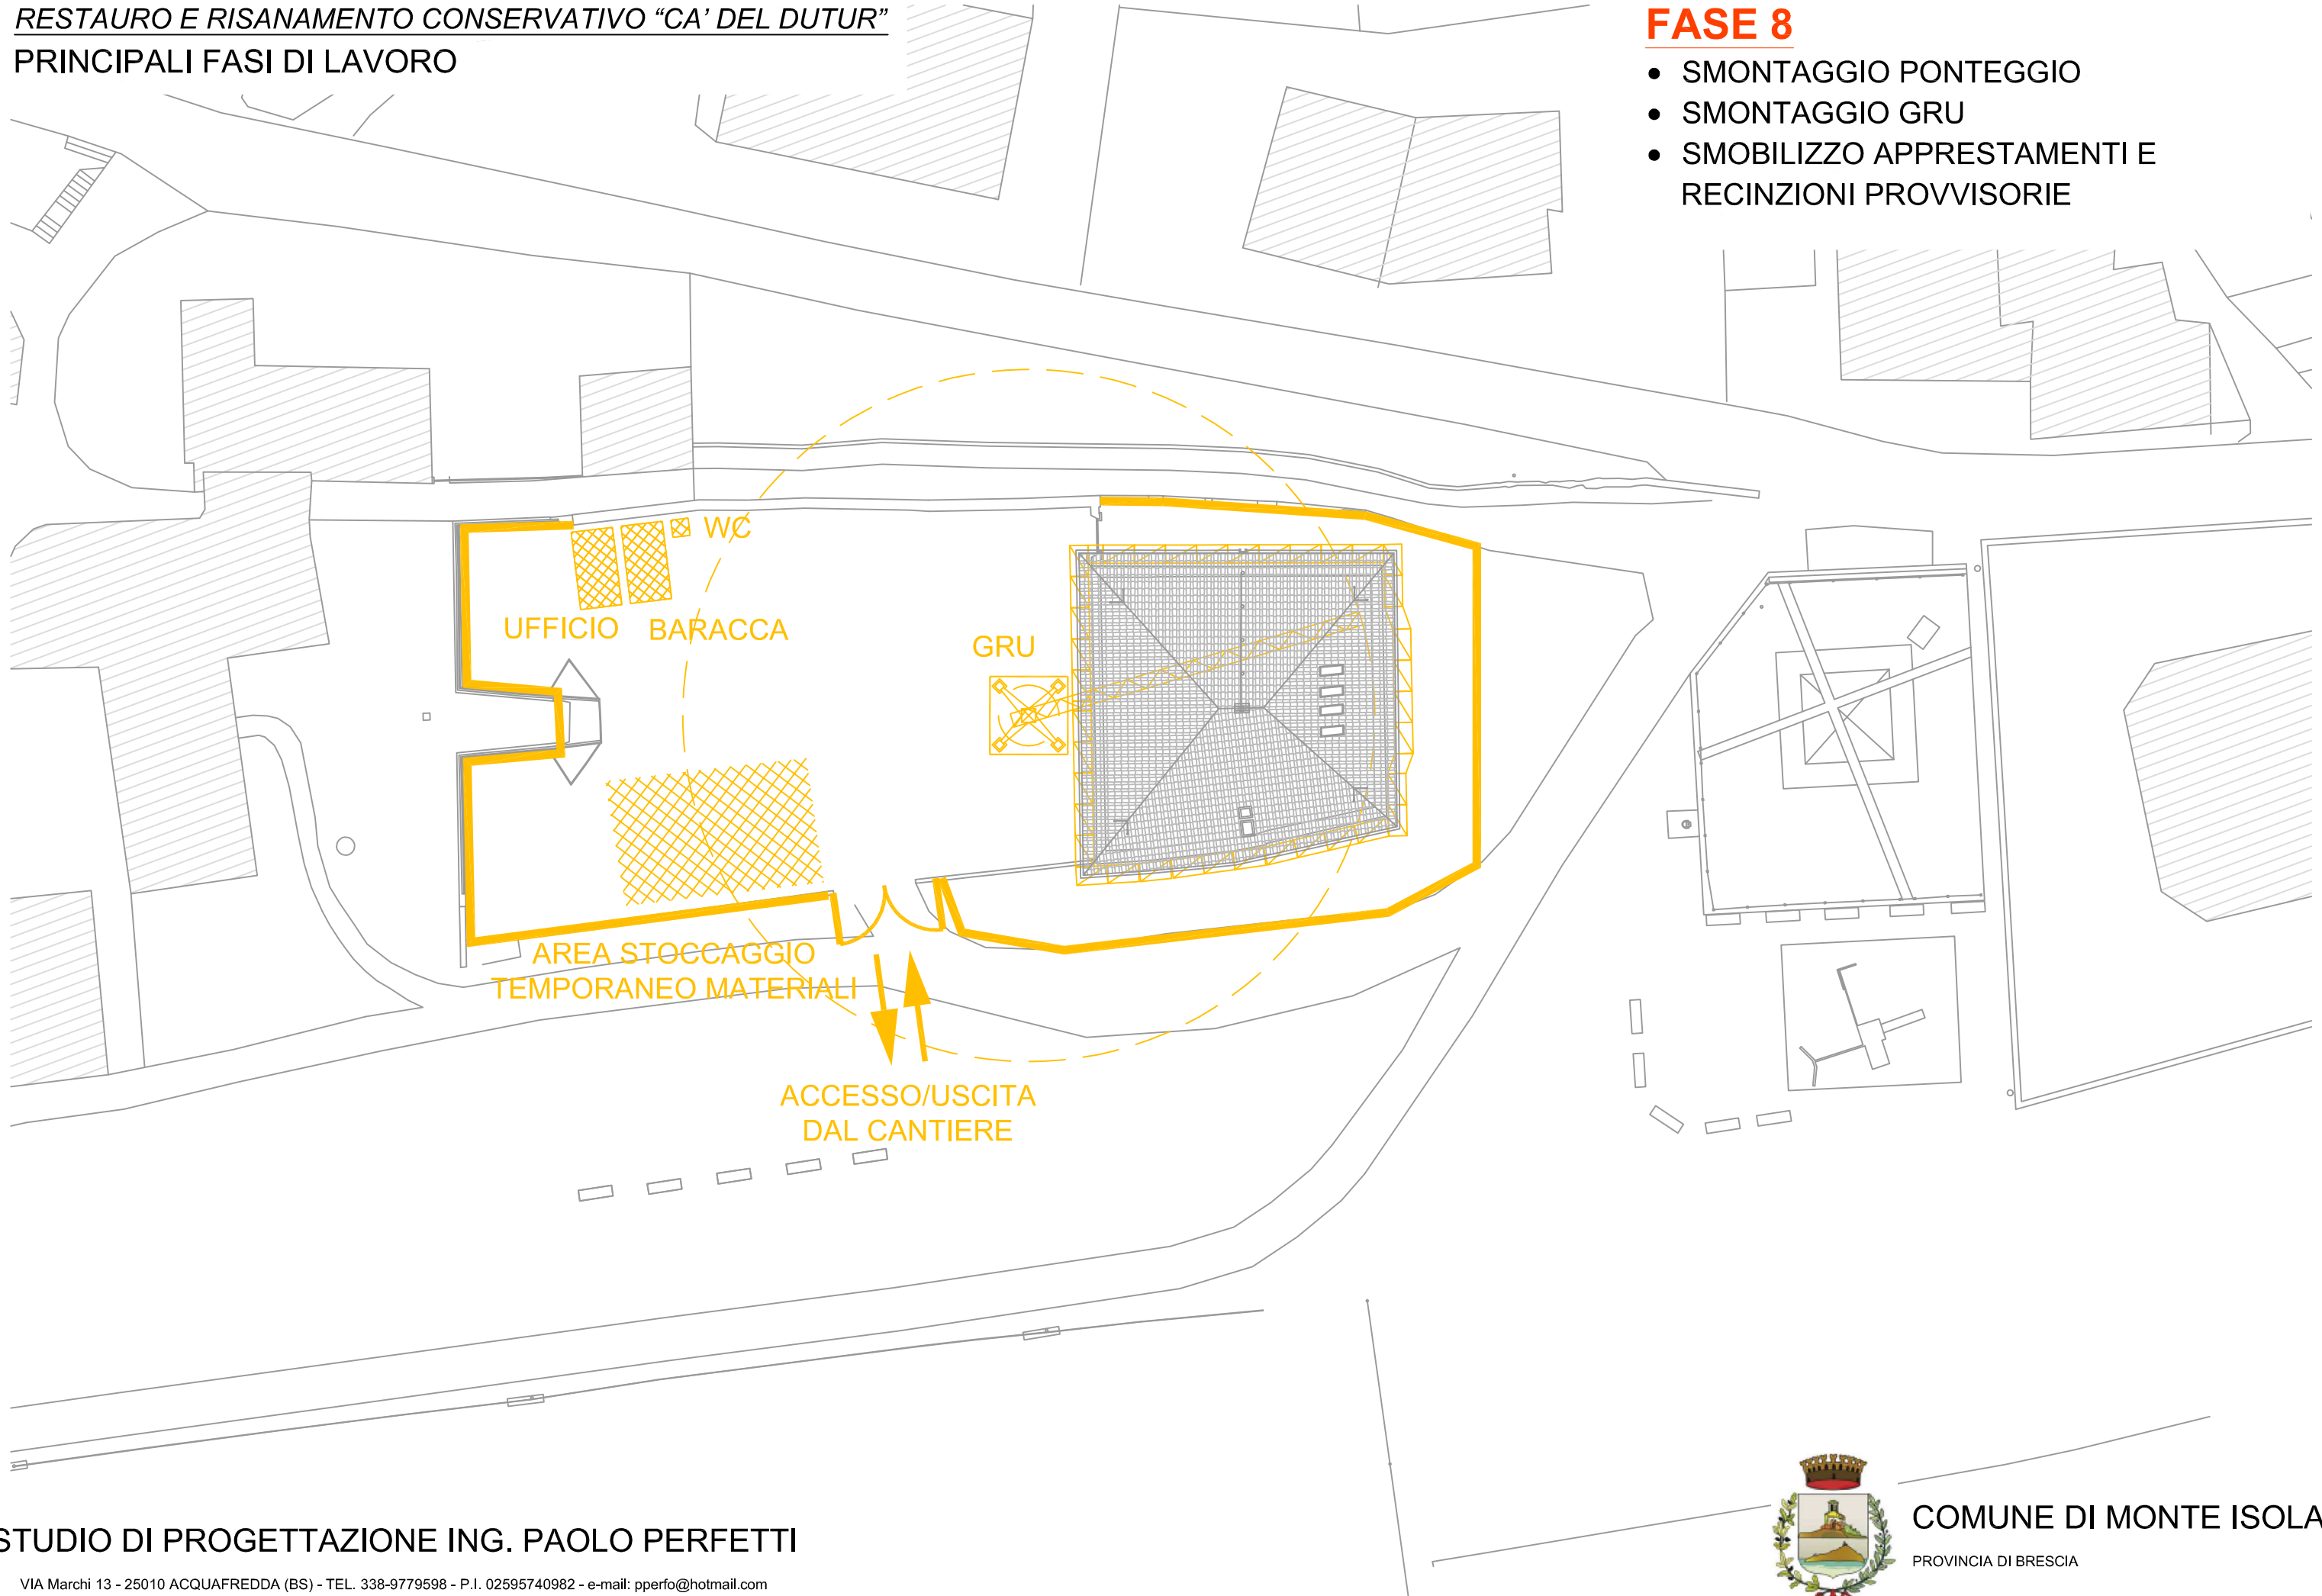 RESTAURO E RISANAMENTO CONSERVATIVO “CA’ DEL DUTUR”
PRINCIPALI FASI DI LAVORO
FASE 8
• SMONTAGGIO PONTEGGIO
• SMONTAGGIO GRU
• SMOBILIZZO APPRESTAMENTI E
RECINZIONI PROVVISORIE
WC
UFFICIO
BARACCA
GRU
AREA STOCCAGGIO
TEMPORANEO MATERIALI
ACCESSO/USCITA
DAL CANTIERE
STUDIO DI PROGETTAZIONE ING. PAOLO PERFETTI
VIA Marchi 13 - 25010 ACQUAFREDDA (BS) - TEL. 338-9779598 - P.I. 02595740982 - e-mail: pperfo@hotmail.com
COMUNE DI MONTE ISOLA
PROVINCIA DI BRESCIA